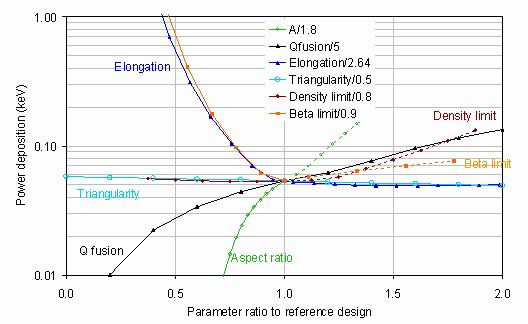 1.00
0.10
0.01
Power deposition (keV)
A/1.8
Qfusion/5
Elongation/2.64
Triangularity/0.5
Density limit/0.8
Beta limit/0.9
Elongation
Density limit
Beta limit
Triangularity
Q fusion
Aspect ratio
0.0 0.5 1.0 1.5 2.0
Parameter ratio to reference design